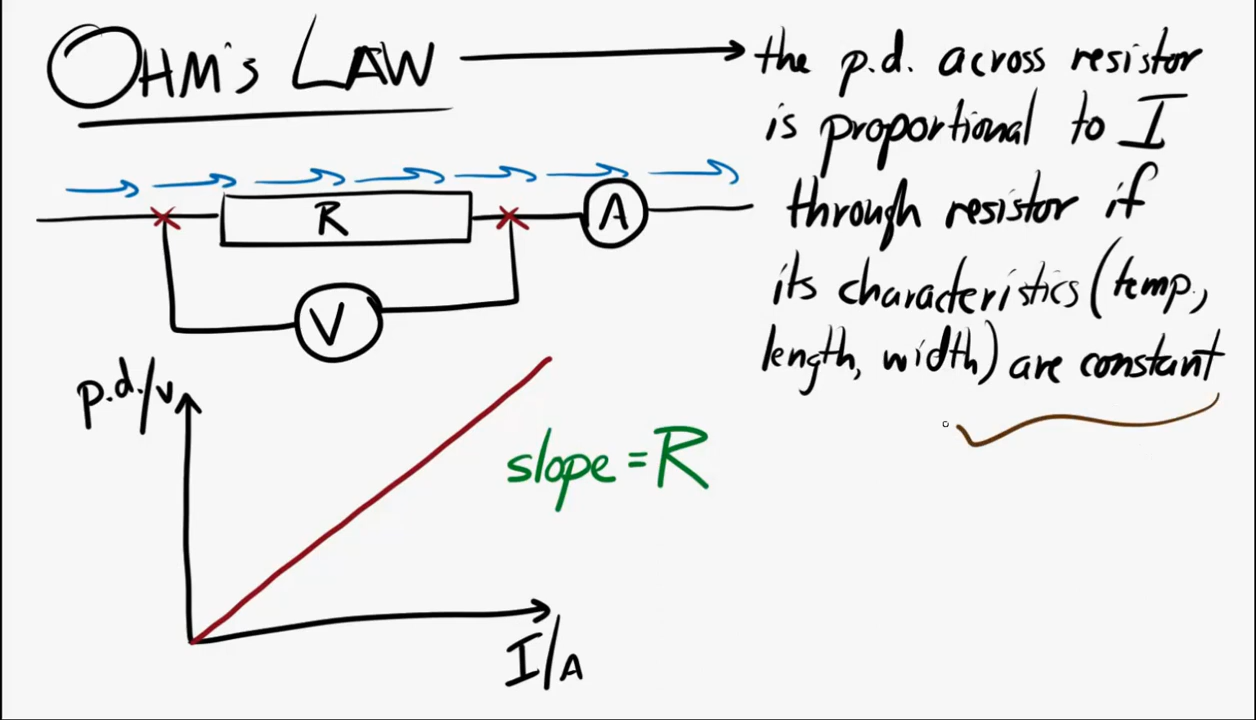 OHM's LAW
the p.d. across resistor
is proportional to I
through resistor if
its characteristics (temp.,
length, width) are constant
R
A
V
p.d./V
slope = R
I/A